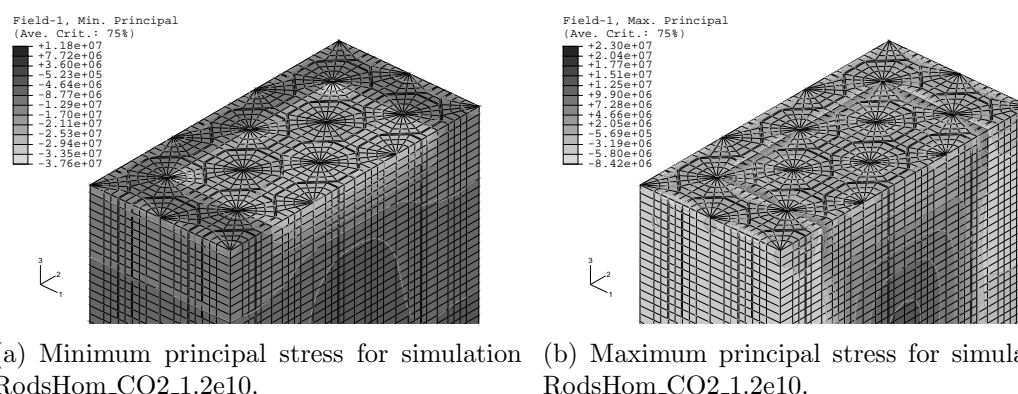 Field-1, Min. Principal
(Ave. Crit.: 75%)
+1.18e+07
+7.72e+06
+3.60e+06
-5.23e+05
-4.64e+06
-8.77e+06
-1.29e+07
-1.70e+07
-2.11e+07
-2.53e+07
-2.94e+07
-3.35e+07
-3.76e+07
3
2
1
Field-1, Max. Principal
(Ave. Crit.: 75%)
+2.30e+07
+2.04e+07
+1.77e+07
+1.51e+07
+1.25e+07
+9.90e+06
+7.28e+06
+4.66e+06
+2.05e+06
-5.69e+05
-3.19e+06
-5.80e+06
-8.42e+06
3
2
1
a) Minimum principal stress for simulation
RodsHom_CO2_1.2e10.
(b) Maximum principal stress for simula
RodsHom_CO2_1.2e10.